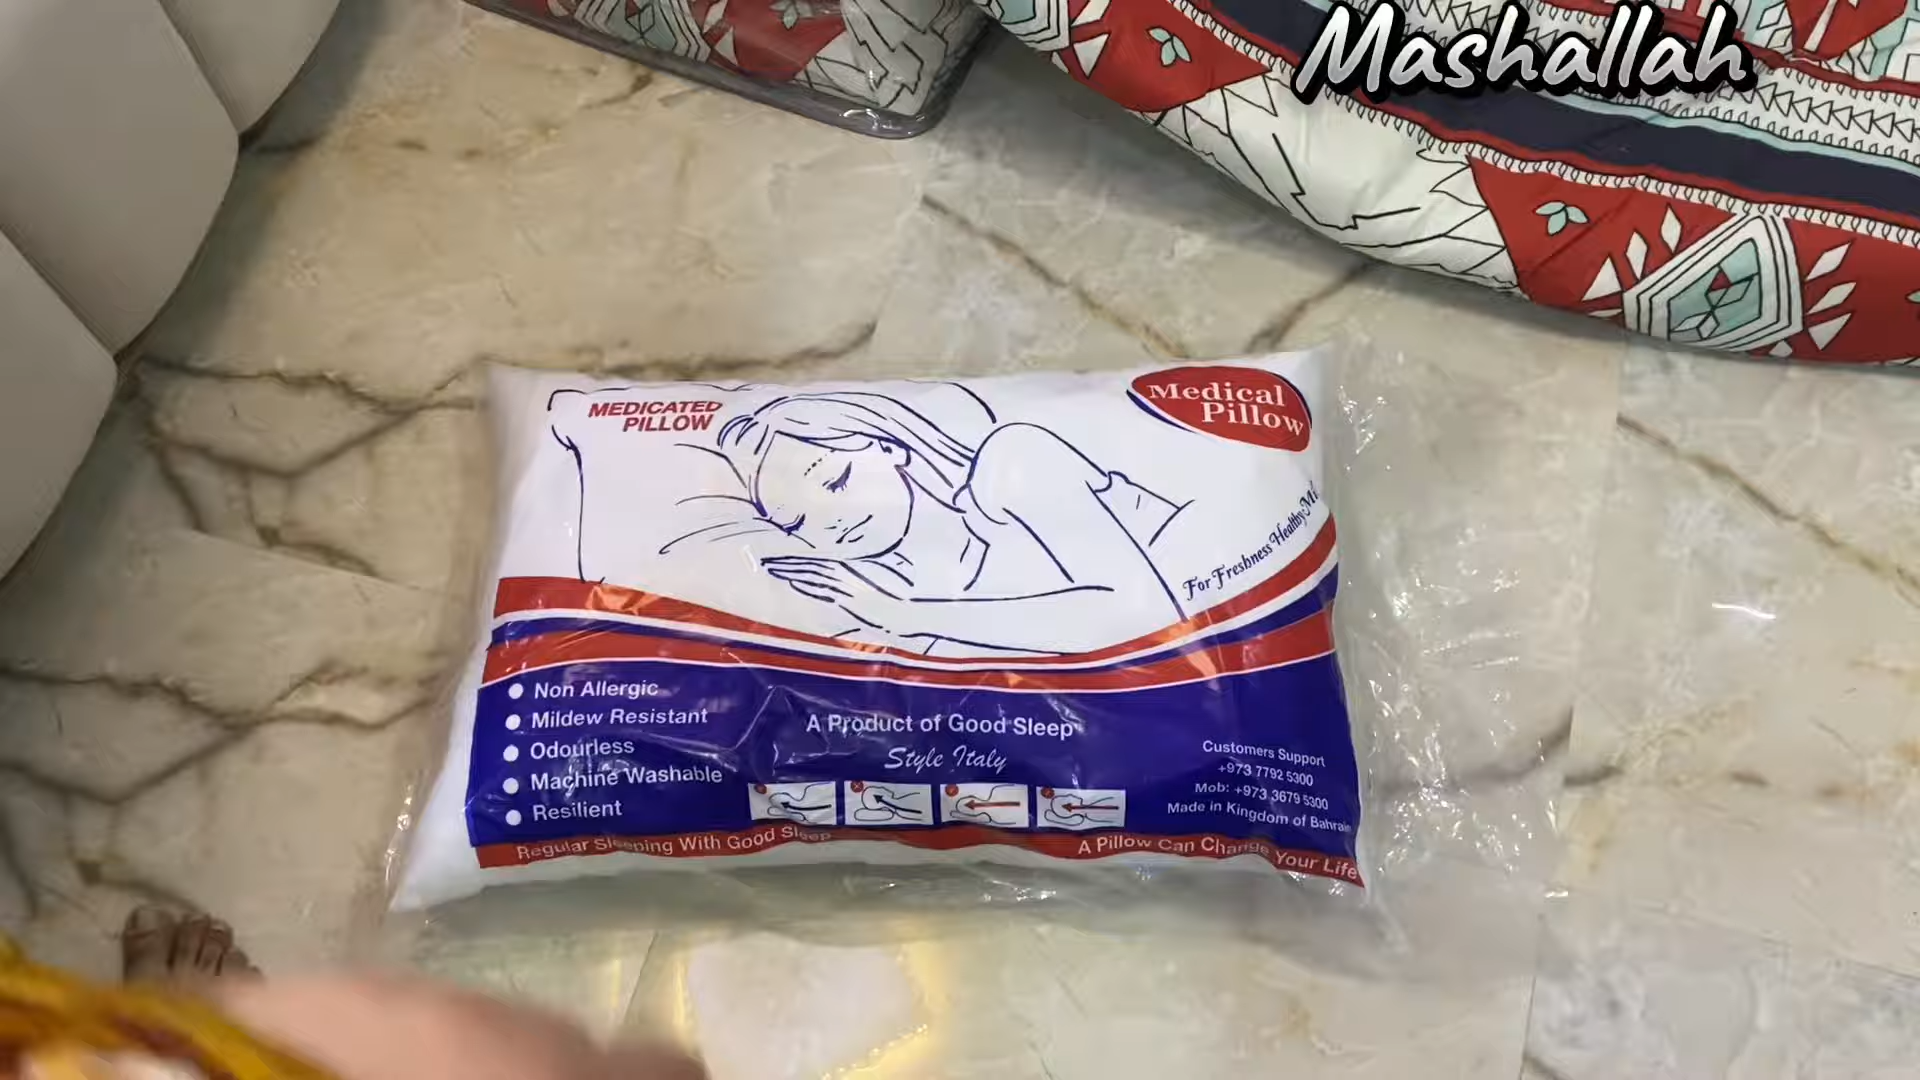 Mashallah
MEDICATED
PILLOW
Medical
Pillow
For Freshness Healthy
Non Allergic
Mildew Resistant
Odourless
Machine Washable
Resilient
A Product of Good Sleep
Style Italy
Customers Support
+973 7792 5300
Mob: +973 3679 5300
Made in Kingdom of Bahrain
Regular Sleeping With Good Sleep
A Pillow Can Change Your Life